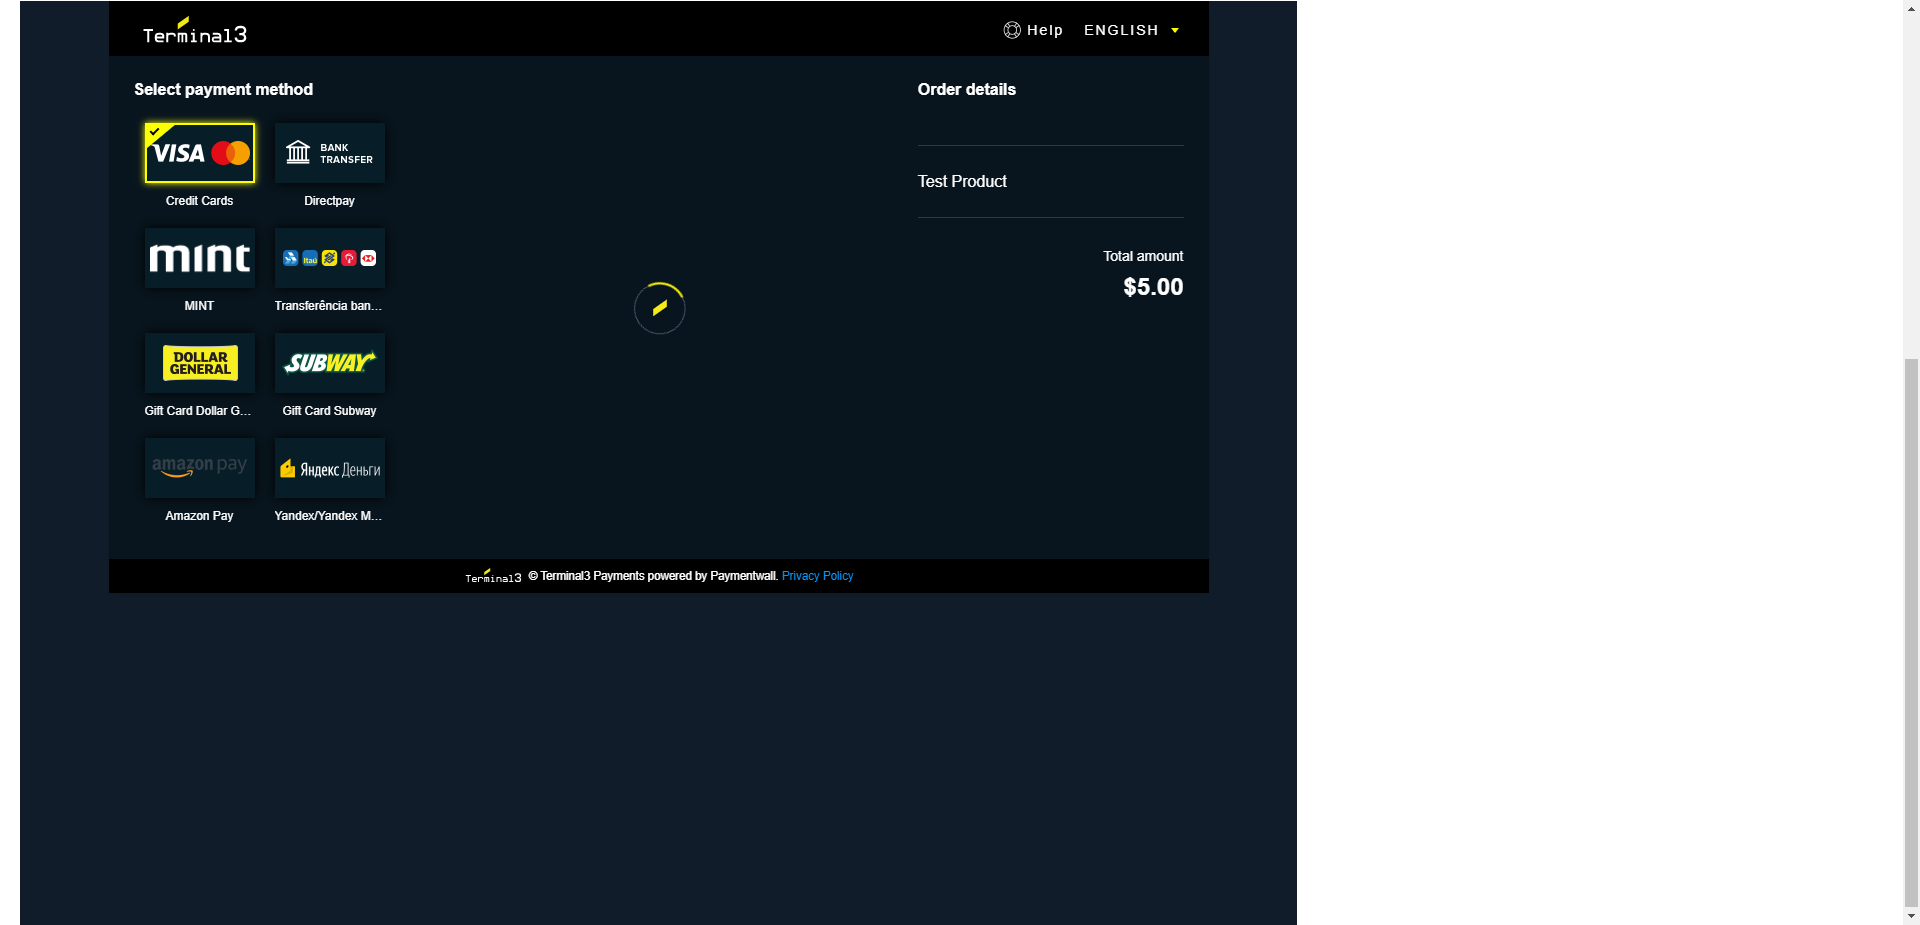 Terminal3
Help
ENGLISH
Select payment method
VISA
Credit Cards
BANK
TRANSFER
Directpay
mint
MINT
Itaú
Transferência ban...
DOLLAR
GENERAL
Gift Card Dollar G...
SUBWAY
Gift Card Subway
amazon pay
Amazon Pay
Яндекс Деньги
Yandex/Yandex M...
Order details
Test Product
Total amount
$5.00
Terminal3 © Terminal3 Payments powered by Paymentwall. Privacy Policy